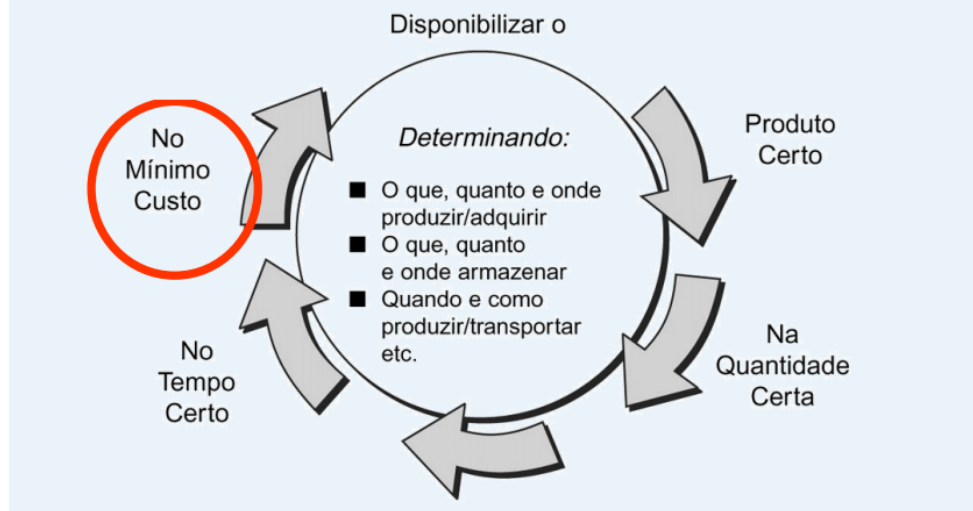 Disponibilizar o
Produto
Certo
Na
Quantidade
Certa
No
Tempo
Certo
No
Mínimo
Custo
Determinando:
■ O que, quanto e onde
produzir/adquirir
■ O que, quanto
e onde armazenar
■ Quando e como
produzir/transportar
etc.